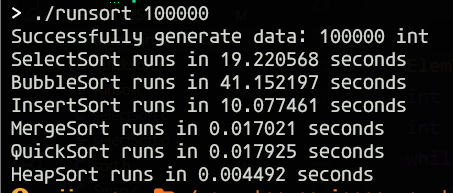 > ./runsort 100000
Successfully generate data: 100000 int
SelectSort runs in 19.220568 seconds
BubbleSort runs in 41.152197 seconds
InsertSort runs in 10.077461 seconds
MergeSort runs in 0.017021 seconds
QuickSort runs in 0.017925 seconds
HeapSort runs in 0.004492 seconds